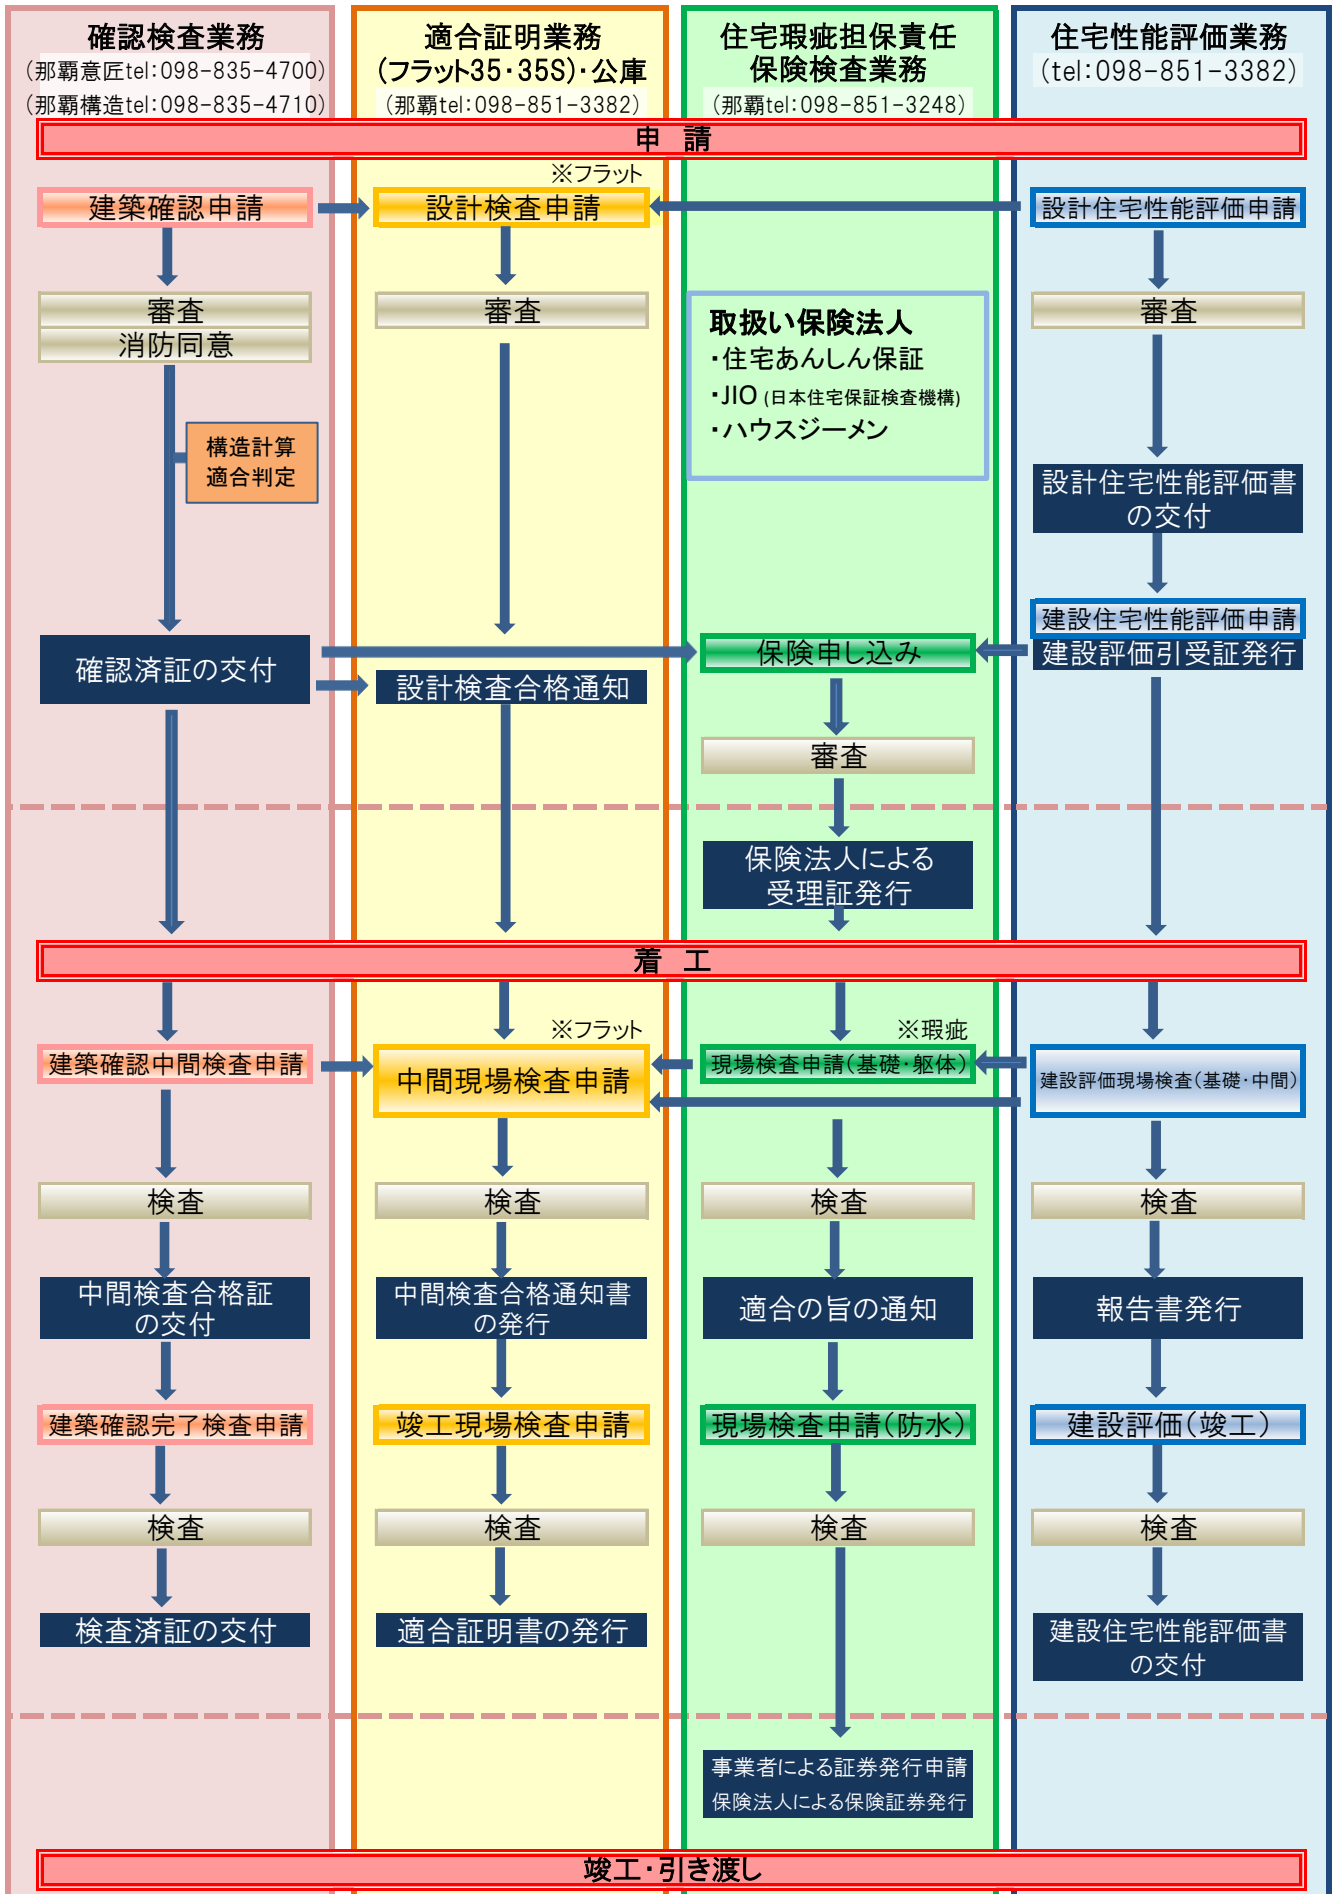 確認検査業務
（那覇意匠tel：098-835-4700）
（那覇構造tel：098-835-4710）
適合証明業務
(フラット35・35S)・公庫
（那覇tel：098-851-3382）
住宅瑕疵担保責任
保険検査業務
（那覇tel：098-851-3248）
住宅性能評価業務
（tel：098-851-3382）
申　請
※フラット
建築確認申請
設計検査申請
設計住宅性能評価申請
審査
消防同意
審査
取扱い保険法人
・住宅あんしん保証
・JIO (日本住宅保証検査機構)
・ハウスジーメン
審査
構造計算
適合判定
設計住宅性能評価書
の交付
建設住宅性能評価申請
建設評価引受証発行
確認済証の交付
設計検査合格通知
保険申し込み
審査
保険法人による
受理証発行
着　工
※フラット
※瑕疵
建築確認中間検査申請
中間現場検査申請
現場検査申請（基礎・躯体）
建設評価現場検査（基礎・中間）
検査
検査
検査
検査
中間検査合格証
の交付
中間検査合格通知書
の発行
適合の旨の通知
報告書発行
建築確認完了検査申請
竣工現場検査申請
現場検査申請（防水）
建設評価（竣工）
検査
検査
検査
検査
検査済証の交付
適合証明書の発行
建設住宅性能評価書
の交付
事業者による証券発行申請
保険法人による保険証券発行
竣工・引き渡し